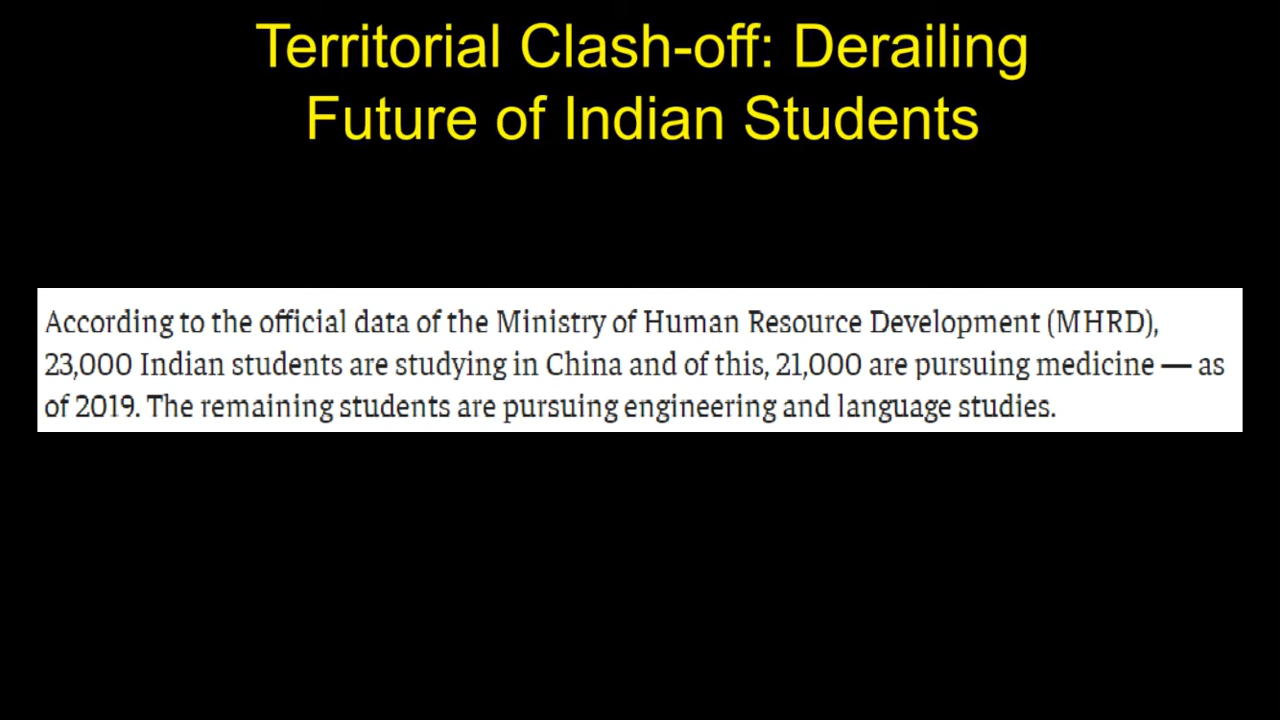 Territorial Clash-off: Derailing
Future of Indian Students
According to the official data of the Ministry of Human Resource Development (MHRD),
23,000 Indian students are studying in China and of this, 21,000 are pursuing medicine — as
of 2019. The remaining students are pursuing engineering and language studies.